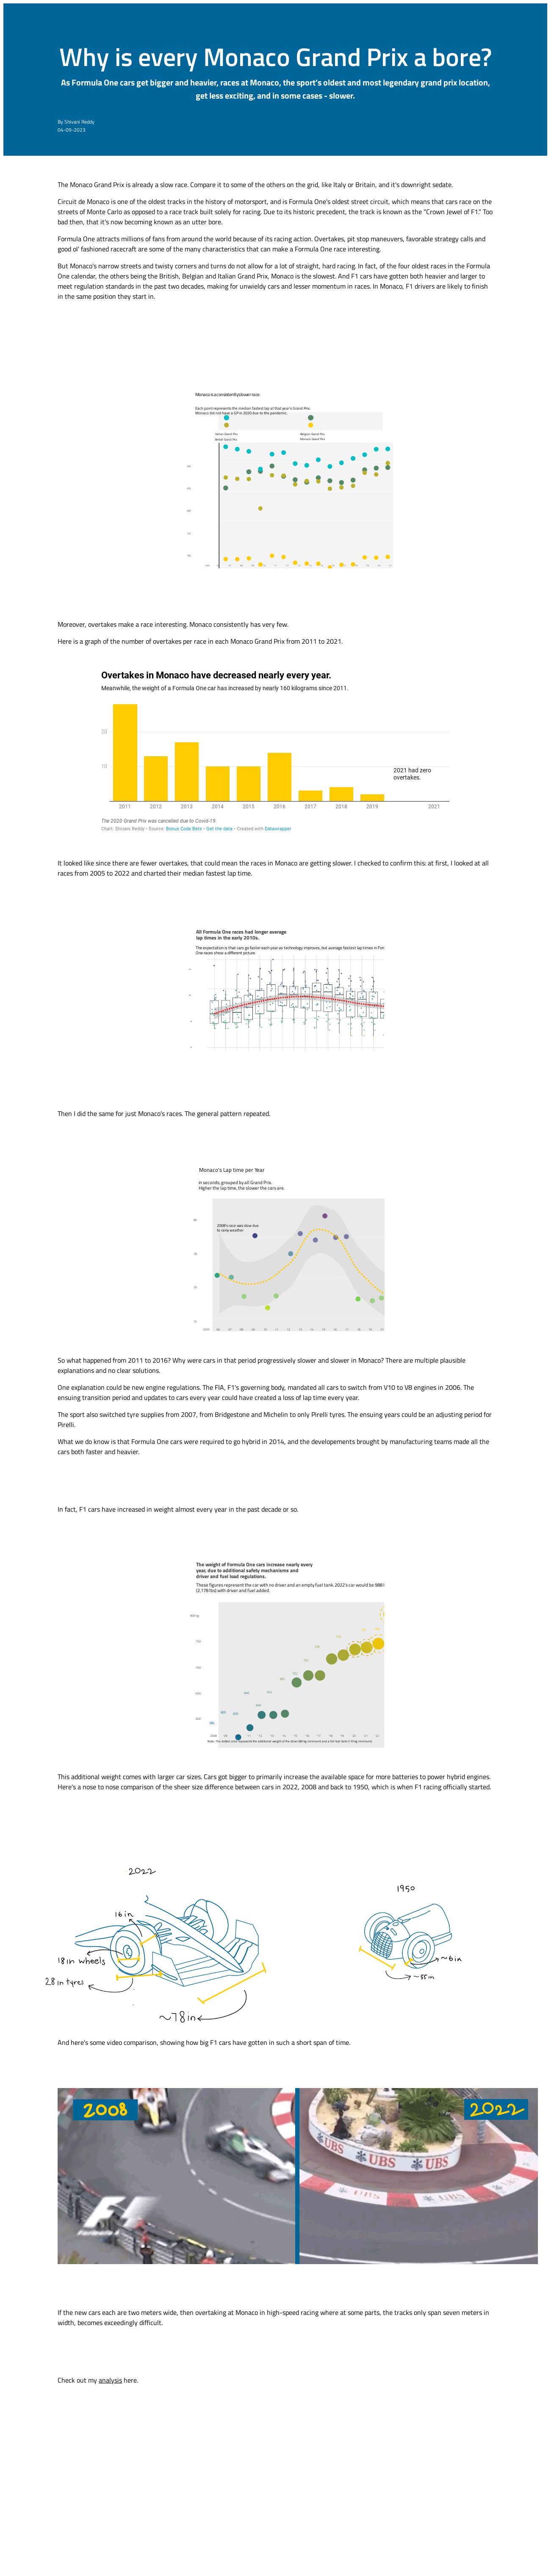 Why is every Monaco Grand Prix a bore?
As Formula One cars get bigger and heavier, races at Monaco, the sport's oldest and most legendary grand prix location,
get less exciting, and in some cases - slower.
By Shivani Reddy
04-09-2023
The Monaco Grand Prix is already a slow race. Compare it to some of the others on the grid, like Italy or Britain, and it's downright sedate.
Circuit de Monaco is one of the oldest tracks in the history of motorsport, and is Formula One's oldest street circuit, which means that cars race on the
streets of Monte Carlo as opposed to a race track built solely for racing. Due to its historic precedent, the track is known as the "Crown Jewel of F1." Too
bad then, that it's now becoming known as an utter bore.
Formula One attracts millions of fans from around the world because of its racing action. Overtakes, pit stop maneuvers, favorable strategy calls and
good ol' fashioned racecraft are some of the many characteristics that can make a Formula One race interesting.
But Monaco's narrow streets and twisty corners and turns do not allow for a lot of straight, hard racing. In fact, of the four oldest races in the Formula
One calendar, the others being the British, Belgian and Italian Grand Prix, Monaco is the slowest. And F1 cars have gotten both heavier and larger to
meet regulation standards in the past two decades, making for unwieldy cars and lesser momentum in races. In Monaco, F1 drivers are likely to finish
in the same position they start in.
Monaco is a consistently slower race.
Each point represents the median fastest lap at that year's Grand Prix.
Monaco did not have a GP in 2020 due to the pandemic.
Italian Grand Prix
Belgian Grand Prix
British Grand Prix
Monaco Grand Prix
Moreover, overtakes make a race interesting. Monaco consistently has very few.
Here is a graph of the number of overtakes per race in each Monaco Grand Prix from 2011 to 2021.
Overtakes in Monaco have decreased nearly every year.
Meanwhile, the weight of a Formula One car has increased by nearly 160 kilograms since 2011.
20
10
2021 had zero
overtakes.
2011 2012 2013 2014 2015 2016 2017 2018 2019 2021
The 2020 Grand Prix was cancelled due to Covid-19.
Chart: Shivani Reddy • Source: Bonus Code Beta • Get the data • Created with Datawrapper
It looked like since there are fewer overtakes, that could mean the races in Monaco are getting slower. I checked to confirm this: at first, I looked at all
races from 2005 to 2022 and charted their median fastest lap time.
All Formula One races had longer average
lap times in the early 2010s.
The expectation is that cars go faster each year as technology improves, but average fastest lap times in For
One races show a different picture.
Then I did the same for just Monaco's races. The general pattern repeated.
Monaco's Lap time per Year
in seconds, grouped by all Grand Prix.
Higher the lap time, the slower the cars are.
2008's race was slow due
to rainy weather
So what happened from 2011 to 2016? Why were cars in that period progressively slower and slower in Monaco? There are multiple plausible
explanations and no clear solutions.
One explanation could be new engine regulations. The FIA, F1's governing body, mandated all cars to switch from V10 to V8 engines in 2006. The
ensuing transition period and updates to cars every year could have created a loss of lap time every year.
The sport also switched tyre supplies from 2007, from Bridgestone and Michelin to only Pirelli tyres. The ensuing years could be an adjusting period for
Pirelli.
What we do know is that Formula One cars were required to go hybrid in 2014, and the developements brought by manufacturing teams made all the
cars both faster and heavier.
In fact, F1 cars have increased in weight almost every year in the past decade or so.
The weight of Formula One cars increase nearly every
year, due to additional safety mechanisms and
driver and fuel load regulations.
These figures represent the car with no driver and an empty fuel tank. 2022's car would be 988
(2,178 lbs) with driver and fuel added.
This additional weight comes with larger car sizes. Cars got bigger to primarily increase the available space for more batteries to power hybrid engines.
Here's a nose to nose comparison of the sheer size difference between cars in 2022, 2008 and back to 1950, which is when F1 racing officially started.
2022
1950
16 in
18 in wheels
28 in tyres
~78in
~6in
~55in
And here's some video comparison, showing how big F1 cars have gotten in such a short span of time.
2008
2022
UBS UBS UBS
UBS
F1
Formula 1
If the new cars each are two meters wide, then overtaking at Monaco in high-speed racing where at some parts, the tracks only span seven meters in
width, becomes exceedingly difficult.
Check out my analysis here.